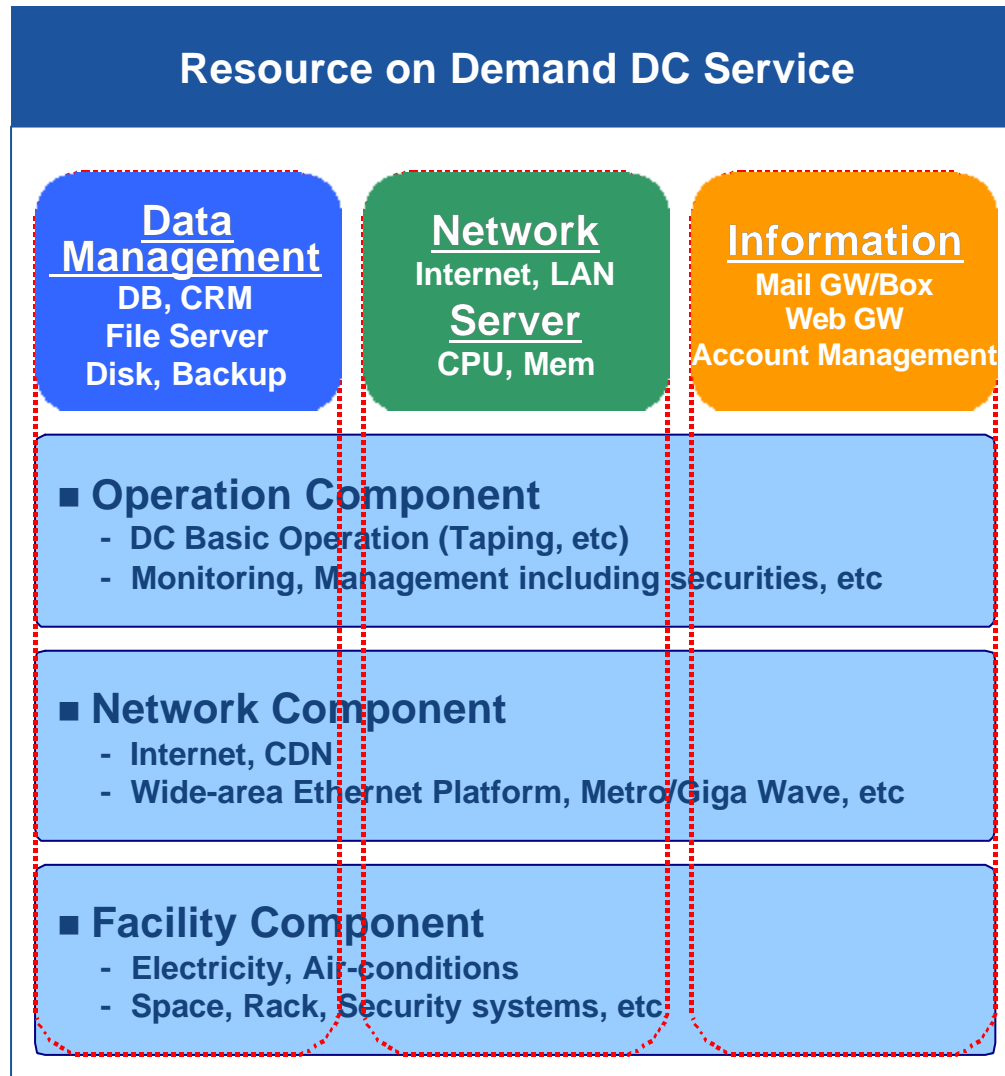 Resource on Demand DC Service
Data
Management
DB, CRM
File Server
Disk, Backup
Network
Internet, LAN
Server
CPU, Mem
Information
Mail GW/Box
Web GW
Account Management
■ Operation Component
- DC Basic Operation (Taping, etc)
- Monitoring, Management including securities, etc
■ Network Component
- Internet, CDN
- Wide-area Ethernet Platform, Metro/Giga Wave, etc
■ Facility Component
- Electricity, Air-conditions
- Space, Rack, Security systems, etc